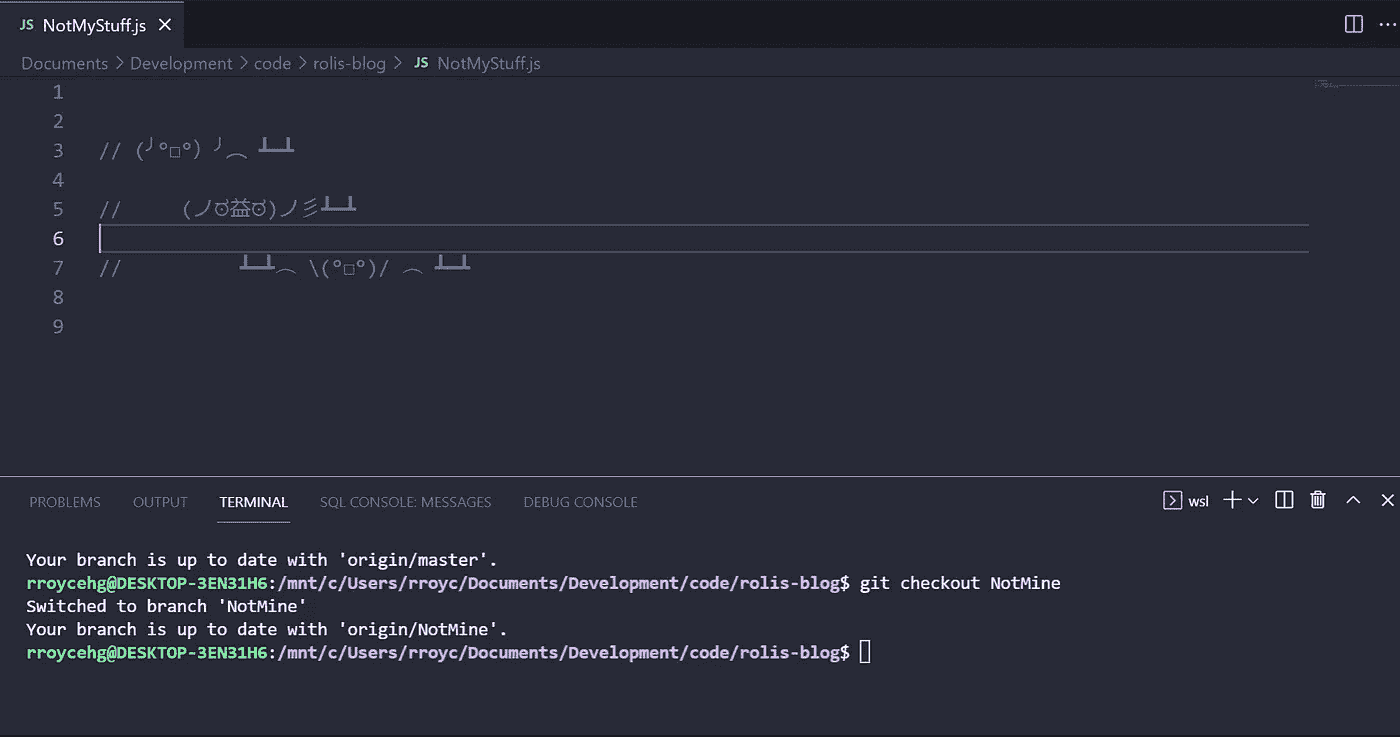 JS NotMyStuff.js
Documents > Development > code > rolis-blog > JS NotMyStuff.js
1
2
3 // (╯°□°) ╯︵ ┻━┻
4
5 //      (ノಠ益ಠ)ノ彡┻━┻
6
7 //            ┻━┻︵ \(°□°)/ ︵ ┻━┻
8
9
PROBLEMS OUTPUT TERMINAL SQL CONSOLE: MESSAGES DEBUG CONSOLE wsl
Your branch is up to date with 'origin/master'.
rroycehg@DESKTOP-3EN31H6:/mnt/c/Users/rroyc/Documents/Development/code/rolis-blog$ git checkout NotMine
Switched to branch 'NotMine'
Your branch is up to date with 'origin/NotMine'.
rroycehg@DESKTOP-3EN31H6:/mnt/c/Users/rroyc/Documents/Development/code/rolis-blog$